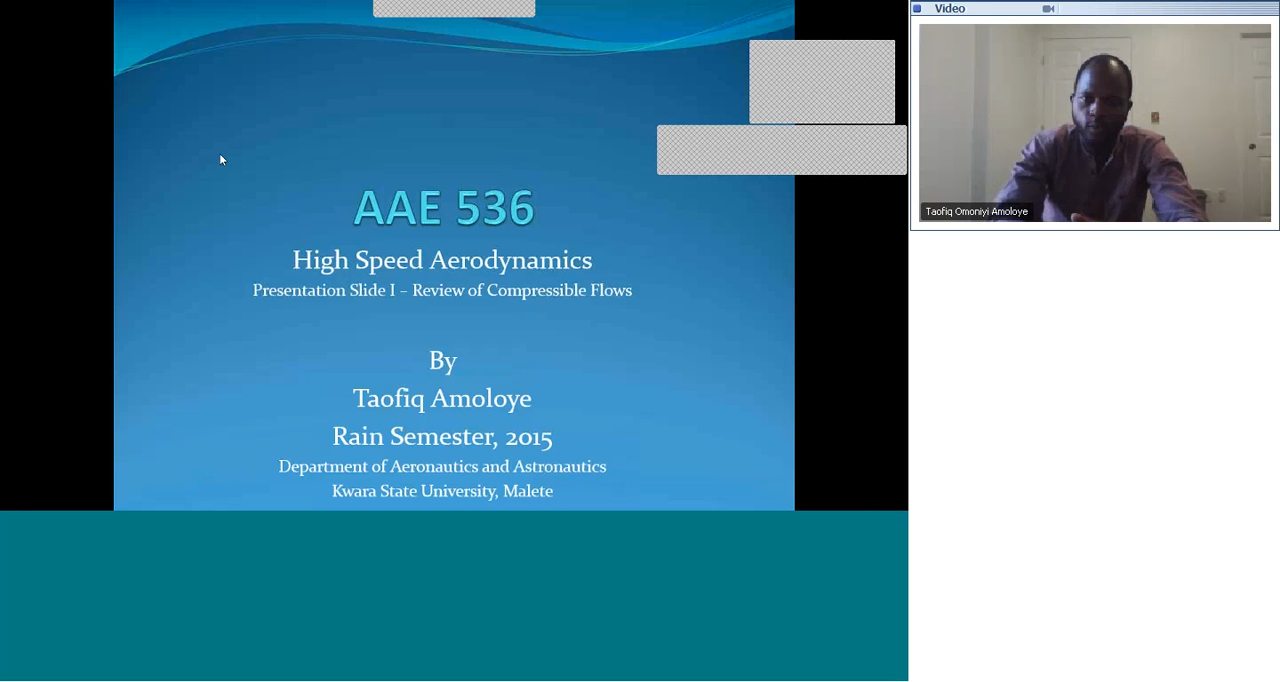 AAE 536
High Speed Aerodynamics
Presentation Slide I – Review of Compressible Flows
By
Taofiq Amoloye
Rain Semester, 2015
Department of Aeronautics and Astronautics
Kwara State University, Malete
Video
Taofiq Omoniyi Amoloye